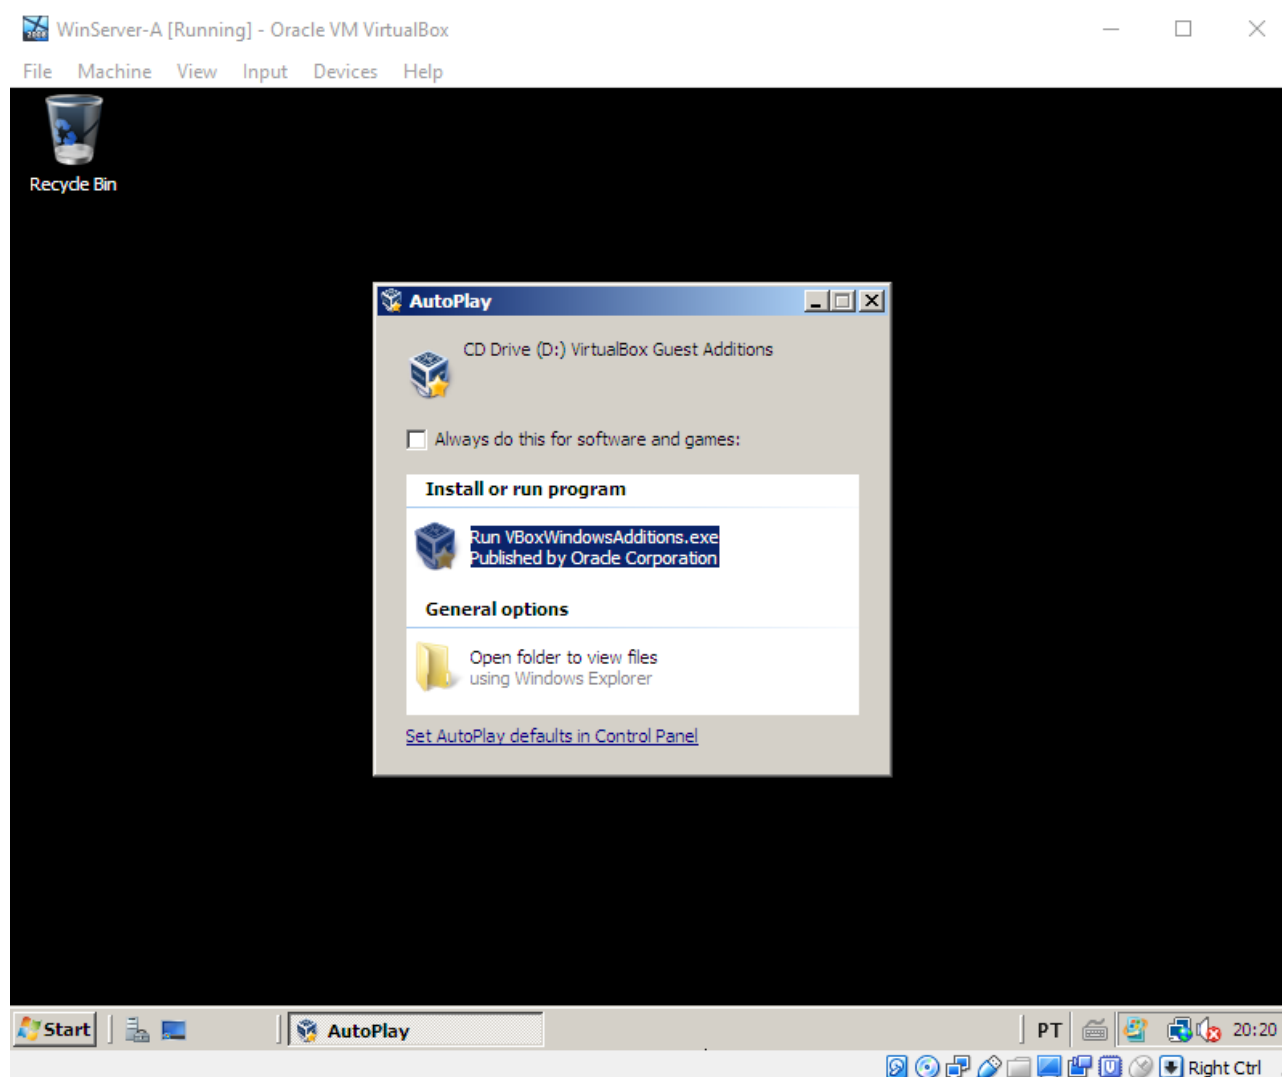 WinServer-A [Running] - Oracle VM VirtualBox
File Machine View Input Devices Help
Recycle Bin
AutoPlay
CD Drive (D:) VirtualBox Guest Additions
Always do this for software and games:
Install or run program
Run VBoxWindowsAdditions.exe
Published by Oracle Corporation
General options
Open folder to view files
using Windows Explorer
Set AutoPlay defaults in Control Panel
Start AutoPlay PT 20:20
Right Ctrl